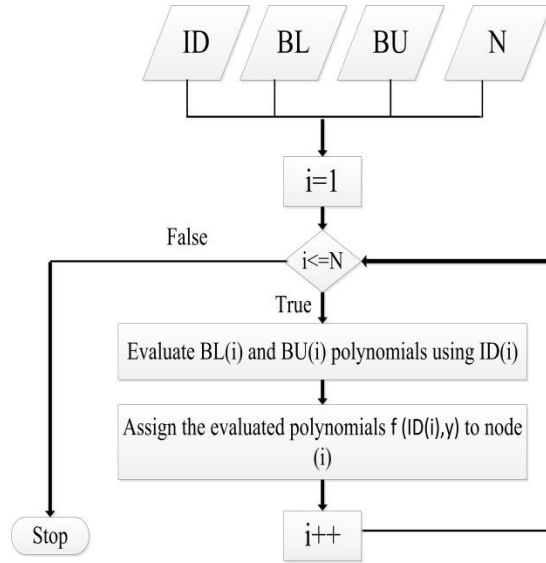 ID
BL
BU
N
i=1
False
i<=N
True
Evaluate BL(i) and BU(i) polynomials using ID(i)
Assign the evaluated polynomials f (ID(i),y) to node
(i)
Stop
i++